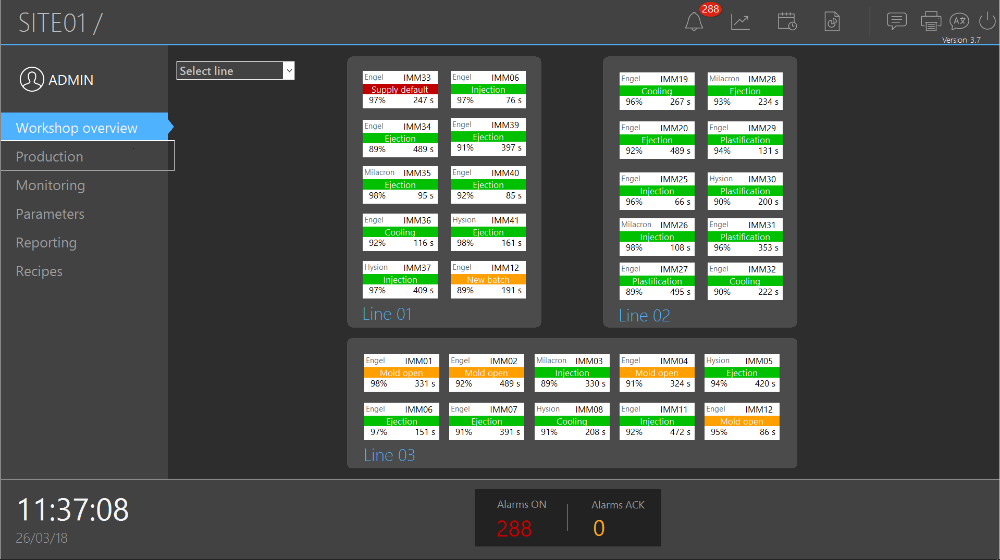 SITE01 /
288
Version 3.7
ADMIN
Workshop overview
Production
Monitoring
Parameters
Reporting
Recipes
Select line
Engel IMM33
Supply default
97% 247 s
Engel IMM06
Injection
97% 76 s
Engel IMM34
Ejection
89% 489 s
Engel IMM39
Ejection
91% 397 s
Milacron IMM35
Ejection
98% 95 s
Engel IMM40
Ejection
92% 85 s
Engel IMM36
Cooling
92% 116 s
Hysion IMM41
Ejection
98% 161 s
Hysion IMM37
Injection
97% 409 s
Engel IMM12
New batch
89% 191 s
Line 01
Engel IMM19
Cooling
96% 267 s
Milacron IMM28
Ejection
93% 234 s
Engel IMM20
Ejection
92% 489 s
Engel IMM29
Plastification
94% 131 s
Engel IMM25
Injection
96% 66 s
Hysion IMM30
Plastification
90% 200 s
Milacron IMM26
Injection
98% 108 s
Engel IMM31
Plastification
96% 353 s
Engel IMM27
Plastification
89% 495 s
Engel IMM32
Cooling
90% 222 s
Line 02
Engel IMM01
Mold open
98% 331 s
Engel IMM02
Mold open
92% 489 s
Milacron IMM03
Injection
89% 330 s
Engel IMM04
Mold open
91% 324 s
Hysion IMM05
Ejection
94% 420 s
Engel IMM06
Ejection
97% 151 s
Engel IMM07
Ejection
91% 391 s
Hysion IMM08
Cooling
91% 208 s
Engel IMM11
Injection
92% 472 s
Engel IMM12
Mold open
95% 86 s
Line 03
11:37:08
26/03/18
Alarms ON
288
Alarms ACK
0